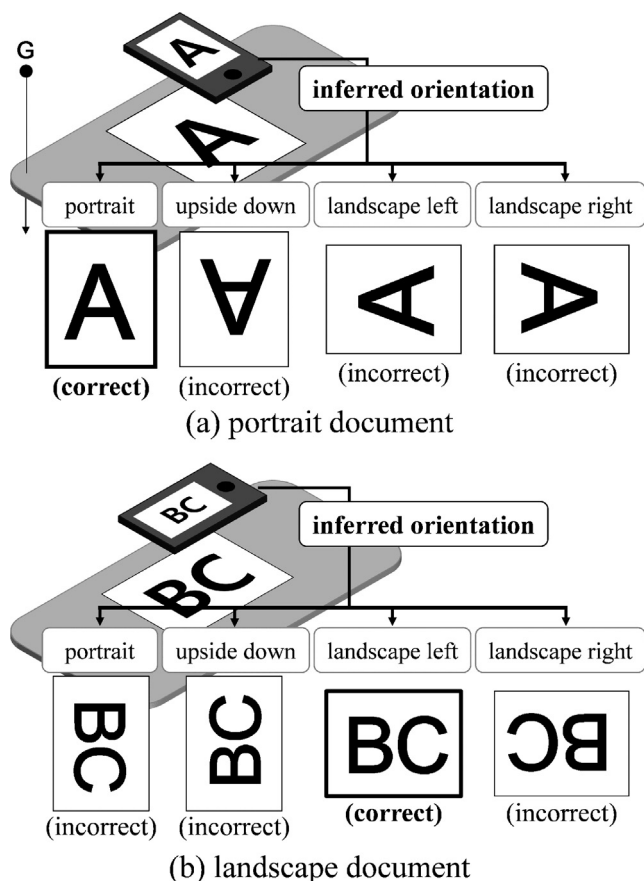 G
A
A
inferred orientation
portrait
upside down
landscape left
landscape right
A
A
A
A
(correct)
(incorrect)
(incorrect)
(incorrect)
(a) portrait document
BC
BC
inferred orientation
portrait
upside down
landscape left
landscape right
BC
BC
BC
BC
(incorrect)
(incorrect)
(correct)
(incorrect)
(b) landscape document